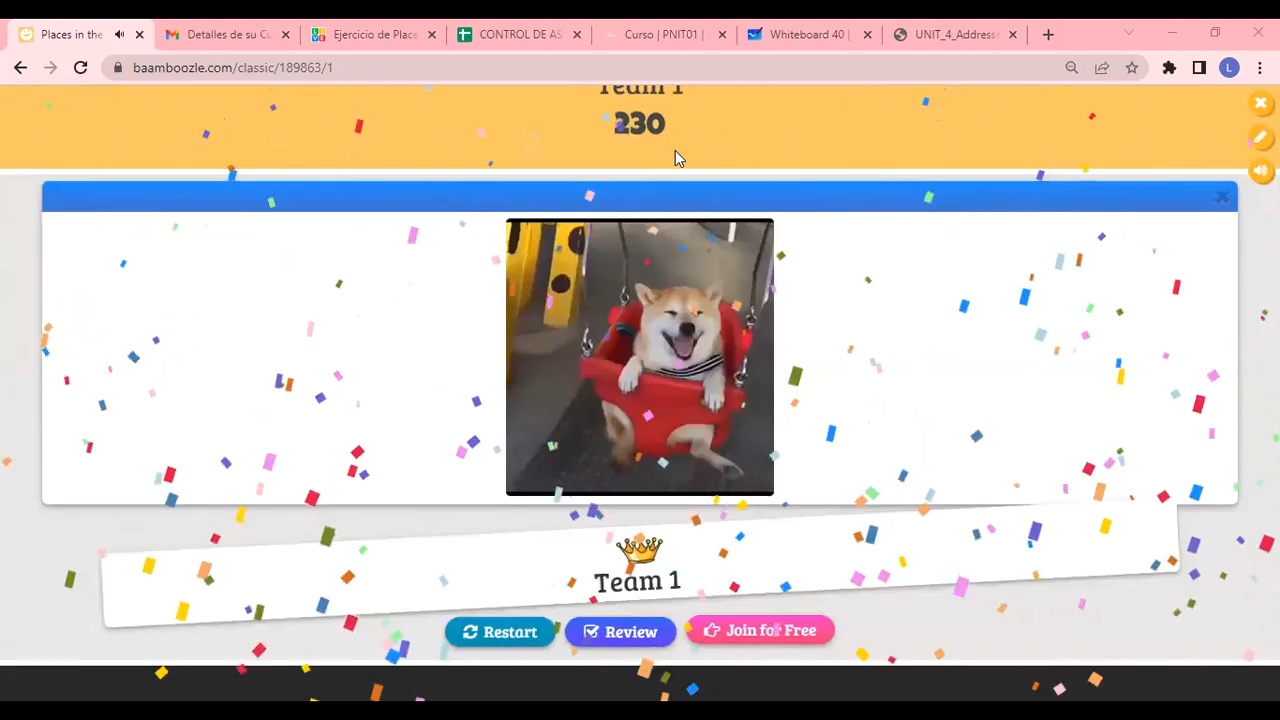 Places in the
Detalles de su Cu
Ejercicio de Place
CONTROL DE AS
Curso | PNIT01 |
Whiteboard 40 |
UNIT_4_Address
baamboozle.com/classic/189863/1
L
Team 1
230
Team 1
Restart
Review
Join for Free